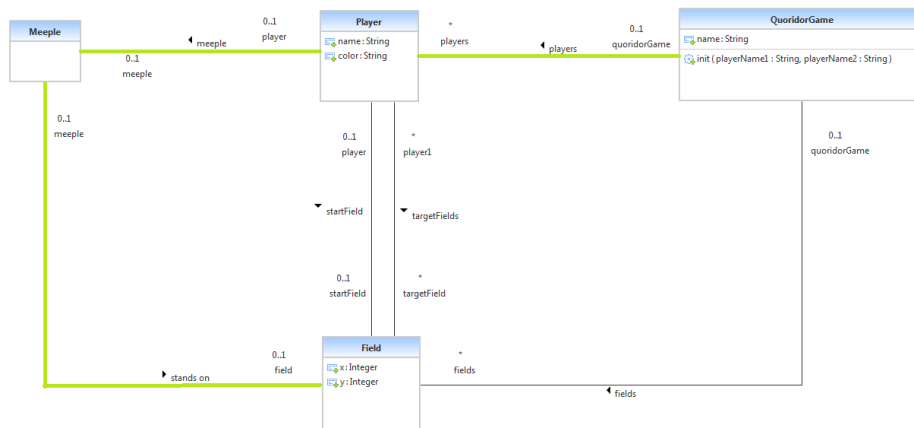 Meeple
0..1
player
meeple
0..1
meeple
Player
name:String
color:String
*
players
players
0..1
quoridorGame
QuoridorGame
name:String
init ( playerName1 : String, playerName2 : String )
0..1
meeple
0..1
player
*
player1
0..1
quoridorGame
startField
targetFields
0..1
startField
*
targetField
stands on
0..1
field
Field
x:Integer
y:Integer
*
fields
fields